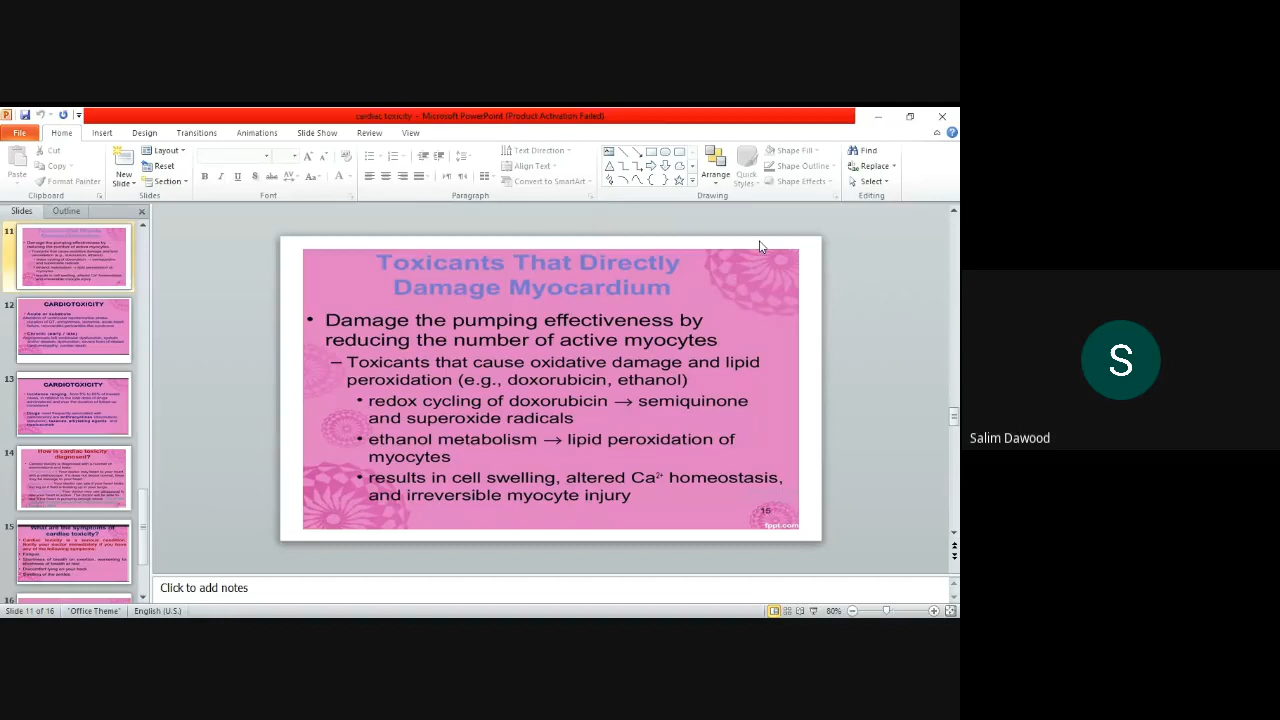 cardiac toxicity - Microsoft PowerPoint (Product Activation Failed)
File Home Insert Design Transitions Animations Slide Show Review View
Paste
Cut
Copy
Format Painter
Clipboard
New Slide
Layout
Reset
Section
Slides
Font
Paragraph
Text Direction
Align Text
Convert to SmartArt
Arrange
Quick Styles
Shape Fill
Shape Outline
Shape Effects
Drawing
Find
Replace
Select
Editing
Slides Outline
11
12
CARDIOTOXICITY
13
CARDIOTOXICITY
14
How is cardiac toxicity
diagnosed?
15
What are the symptoms of
cardiac toxicity?
16
Toxicants That Directly
Damage Myocardium
• Damage the pumping effectiveness by
reducing the number of active myocytes
– Toxicants that cause oxidative damage and lipid
peroxidation (e.g., doxorubicin, ethanol)
• redox cycling of doxorubicin → semiquinone
and superoxide radicals
• ethanol metabolism → lipid peroxidation of
myocytes
• results in cell swelling, altered Ca²⁺ homeostasis,
and irreversible myocyte injury
15
fppt.com
Click to add notes
Slide 11 of 16 "Office Theme" English (U.S.) 80%
S
Salim Dawood